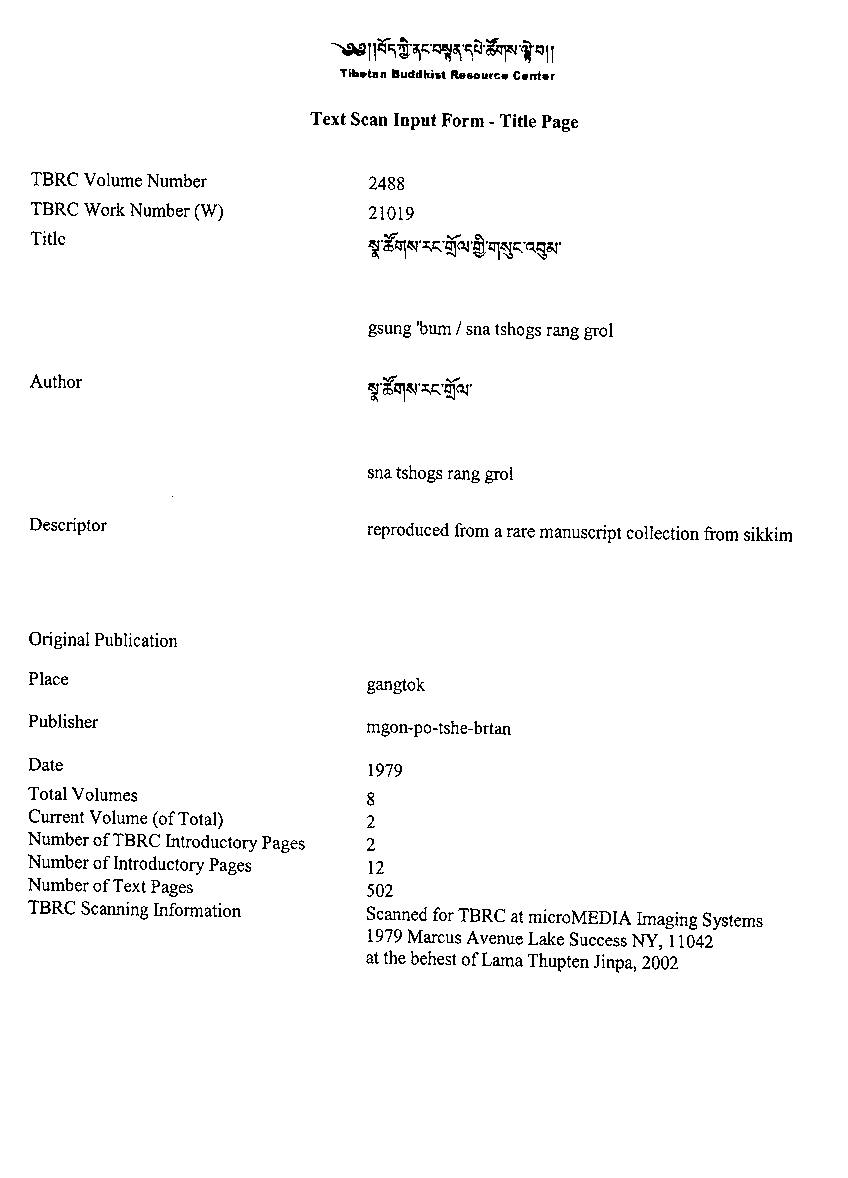 ༄༅།།བོད་ཀྱི་ནང་བསྟན་དཔེ་ཚོགས་ལྟེ་བ།།
Tibetan Buddhist Resource Center
Text Scan Input Form - Title Page
TBRC Volume Number 2488
TBRC Work Number (W) 21019
Title སྣ་ཚོགས་རང་གྲོལ་གྱི་གསུང་འབུམ་
gsung 'bum / sna tshogs rang grol
Author སྣ་ཚོགས་རང་གྲོལ་
sna tshogs rang grol
Descriptor reproduced from a rare manuscript collection from sikkim
Original Publication
Place gangtok
Publisher mgon-po-tshe-brtan
Date 1979
Total Volumes 8
Current Volume (of Total) 2
Number of TBRC Introductory Pages 2
Number of Introductory Pages 12
Number of Text Pages 502
TBRC Scanning Information Scanned for TBRC at microMEDIA Imaging Systems
1979 Marcus Avenue Lake Success NY, 11042
at the behest of Lama Thupten Jinpa, 2002